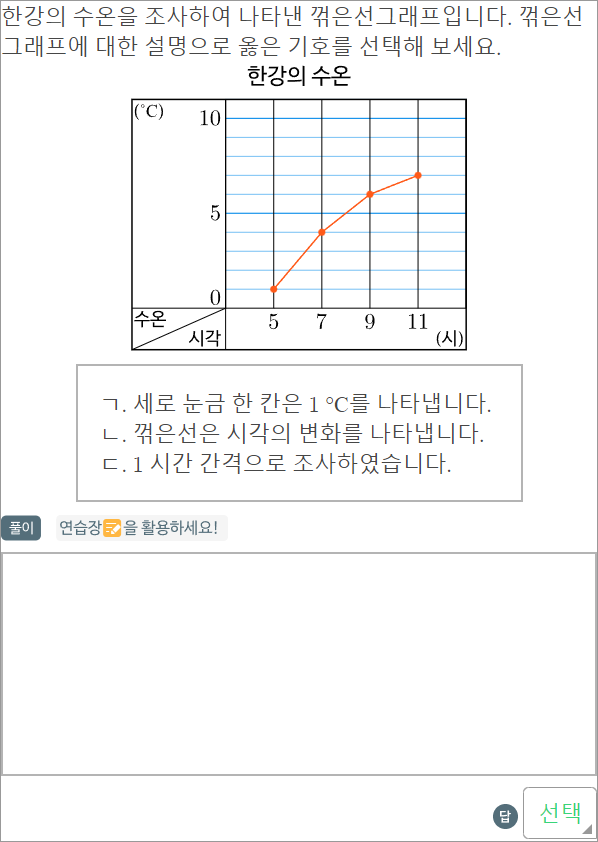 한강의 수온을 조사하여 나타낸 꺾은선그래프입니다. 꺾은선
그래프에 대한 설명으로 옳은 기호를 선택해 보세요.
한강의 수온
(℃)
10
5
0
수온
시각
5 7 9 11
(시)
ㄱ. 세로 눈금 한 칸은 1 ℃를 나타냅니다.
ㄴ. 꺾은선은 시각의 변화를 나타냅니다.
ㄷ. 1 시간 간격으로 조사하였습니다.
풀이 연습장을 활용하세요!
답 선택